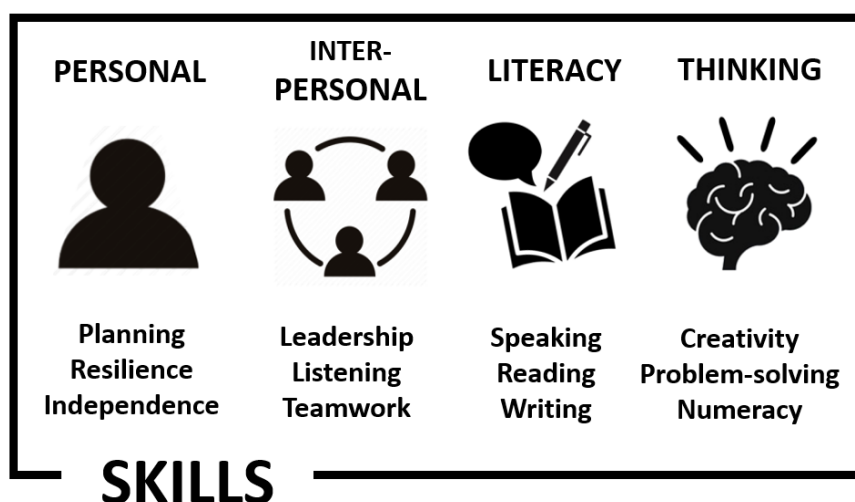 PERSONAL
Planning
Resilience
Independence
INTER-
PERSONAL
Leadership
Listening
Teamwork
LITERACY
Speaking
Reading
Writing
THINKING
Creativity
Problem-solving
Numeracy
SKILLS